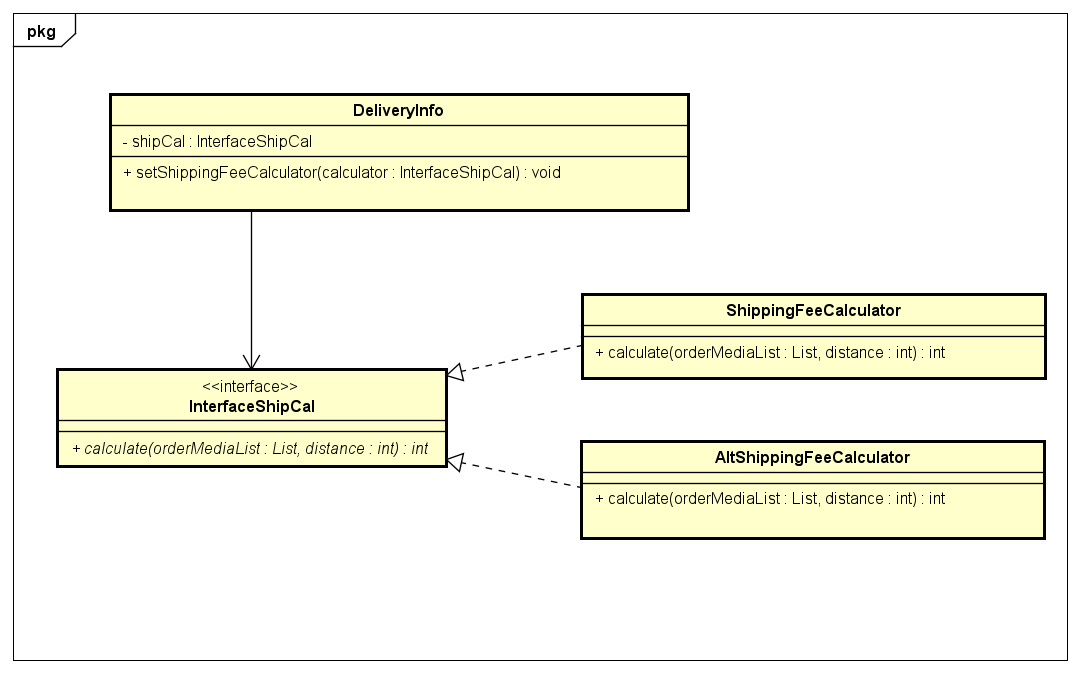 pkg
DeliveryInfo
- shipCal : InterfaceShipCal
+ setShippingFeeCalculator(calculator : InterfaceShipCal) : void
ShippingFeeCalculator
+ calculate(orderMediaList : List, distance : int) : int
<<interface>>
InterfaceShipCal
+ calculate(orderMediaList : List, distance : int) : int
AltShippingFeeCalculator
+ calculate(orderMediaList : List, distance : int) : int